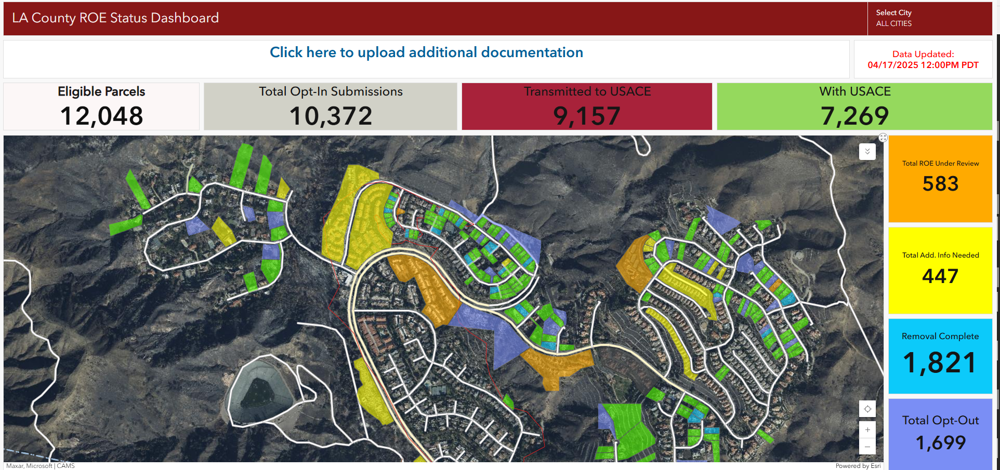 LA County ROE Status Dashboard
Select City
ALL CITIES
Click here to upload additional documentation
Data Updated:
04/17/2025 12:00PM PDT
Eligible Parcels
12,048
Total Opt-In Submissions
10,372
Transmitted to USACE
9,157
With USACE
7,269
Total ROE Under Review
583
Total Add. Info Needed
447
Removal Complete
1,821
Total Opt-Out
1,699
Maxar, Microsoft | CAMS
Powered by Esri